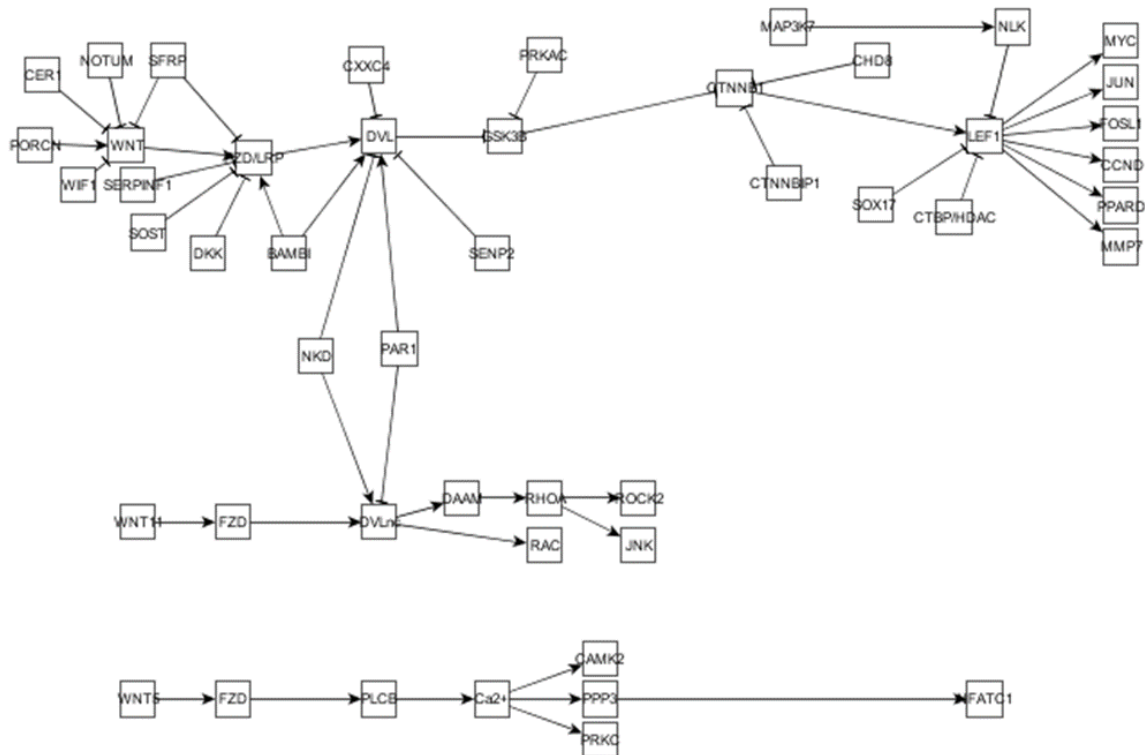 MAP3K7
NLK
MYC
NOTUM
SFRP
CXXC4
PRKAC
CHD8
CER1
JUN
CTNNB1
FOSL1
PORCN
WNT
DVL
GSK3B
LEF1
ZD/LRP
CCND
WIF1
SERPINF1
CTNNBIP1
SOX17
CTBP/HDAC
PPARD
SOST
DKK
BAMBI
SENP2
MMP7
NKD
PAR1
DAAM
RHOA
ROCK2
WNT11
FZD
DVLnc
RAC
JNK
CAMK2
WNT5
FZD
PLCB
Ca2+
PPP3
NFATC1
PRKC